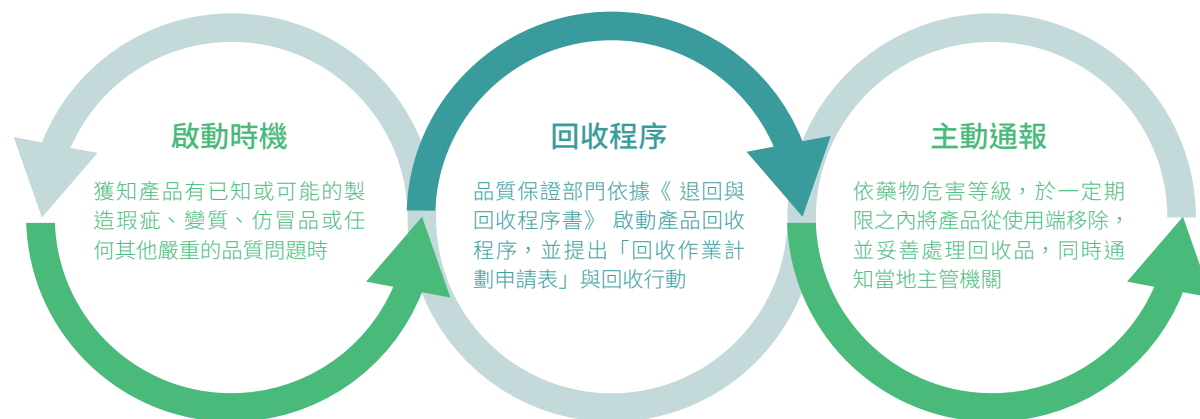 啟動時機
獲知產品有已知或可能的製
造瑕疵、變質、仿冒品或任
何其他嚴重的品質問題時
回收程序
品質保證部門依據《 退回與
回收程序書》 啟動產品回收
程序，並提出「回收作業計
劃申請表」與回收行動
主動通報
依藥物危害等級，於一定期
限之內將產品從使用端移除，
並妥善處理回收品，同時通
知當地主管機關